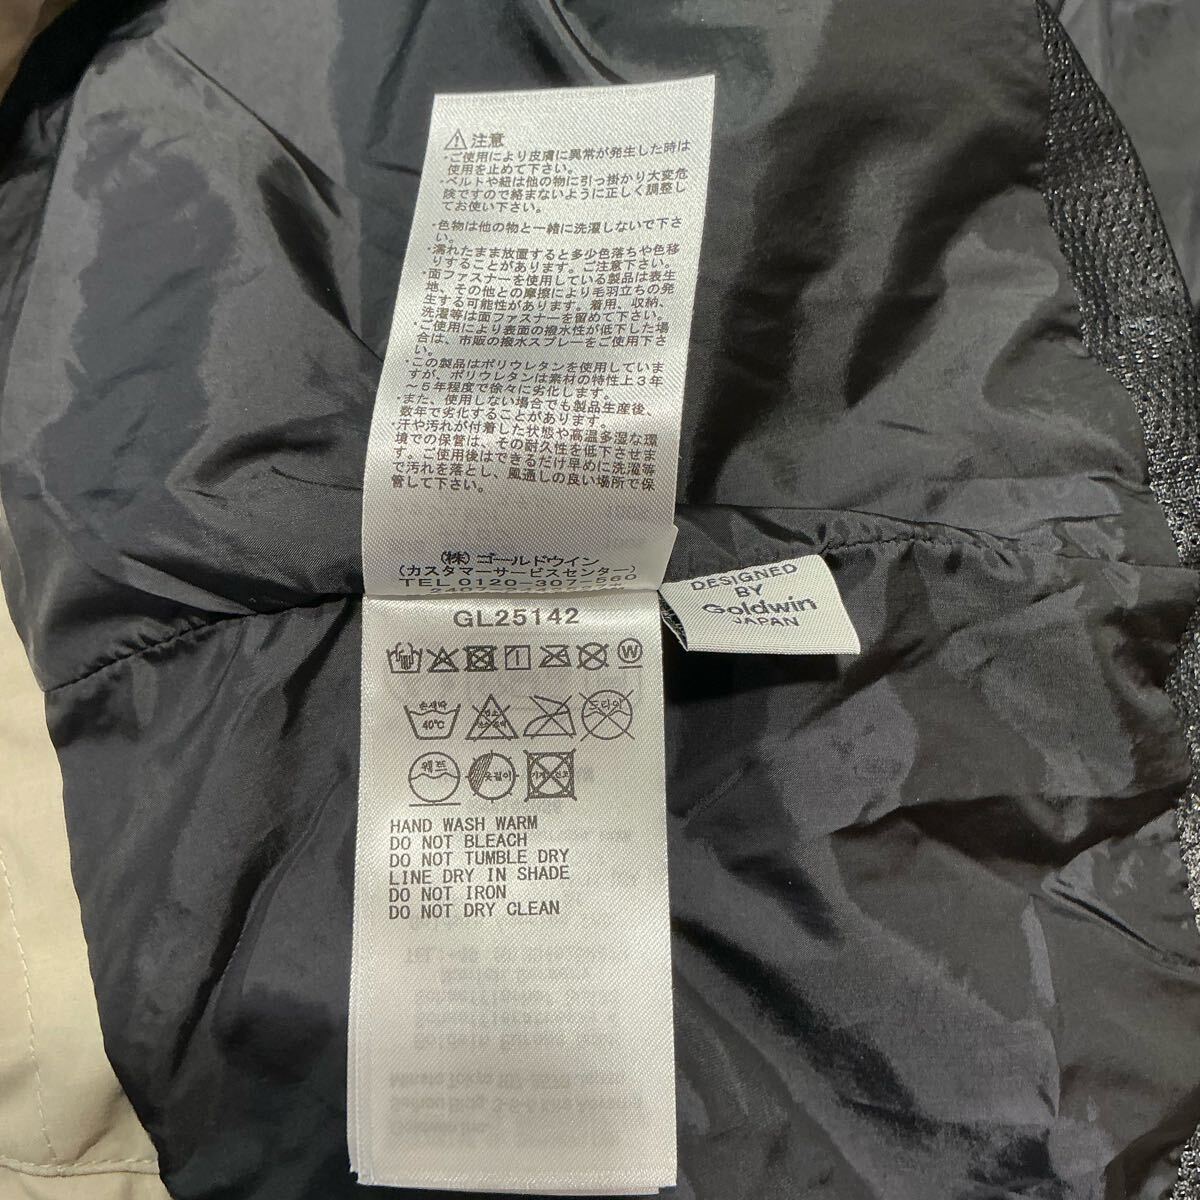 注意
・ご使用により皮膚に異常が発生した時は
使用を止めて下さい。
・ベルトや紐は他の物に引っ掛かり大変危
険ですので絡まないように正しく調整し
てお使い下さい。
・色物は他の物と一緒に洗濯しないで下さ
い。
・濡れたまま放置すると多少色落ちや色移
りすることがあります。ご注意下さい。
・面ファスナーを使用している製品は表生
地、その他との摩擦により毛羽立ちの発
生する可能性があります。着用、収納、
洗濯等は面ファスナーを留めて下さい。
・ご使用により表面の撥水性が低下した場
合は、市販の撥水スプレーをご使用下さ
い。
・この製品はポリウレタンを使用しています
が、ポリウレタンは素材の特性上3年
～5年程度で徐々に劣化します。
・また、使用しない場合でも製品生産後、
数年で劣化することがあります。
・汗や汚れが付着した状態や高温多湿な環
境での保管は、その耐久性を低下させま
す。ご使用後はできるだけ早めに洗濯等
で汚れを落とし、風通しの良い場所で保
管して下さい。
(株)ゴールドウイン
(カスタマーサービスセンター)
TEL 0120-307-560
DESIGNED
BY
Goldwin
JAPAN
GL25142
W
손세탁
40℃
드라이
웨프
옷걸이
HAND WASH WARM
DO NOT BLEACH
DO NOT TUMBLE DRY
LINE DRY IN SHADE
DO NOT IRON
DO NOT DRY CLEAN